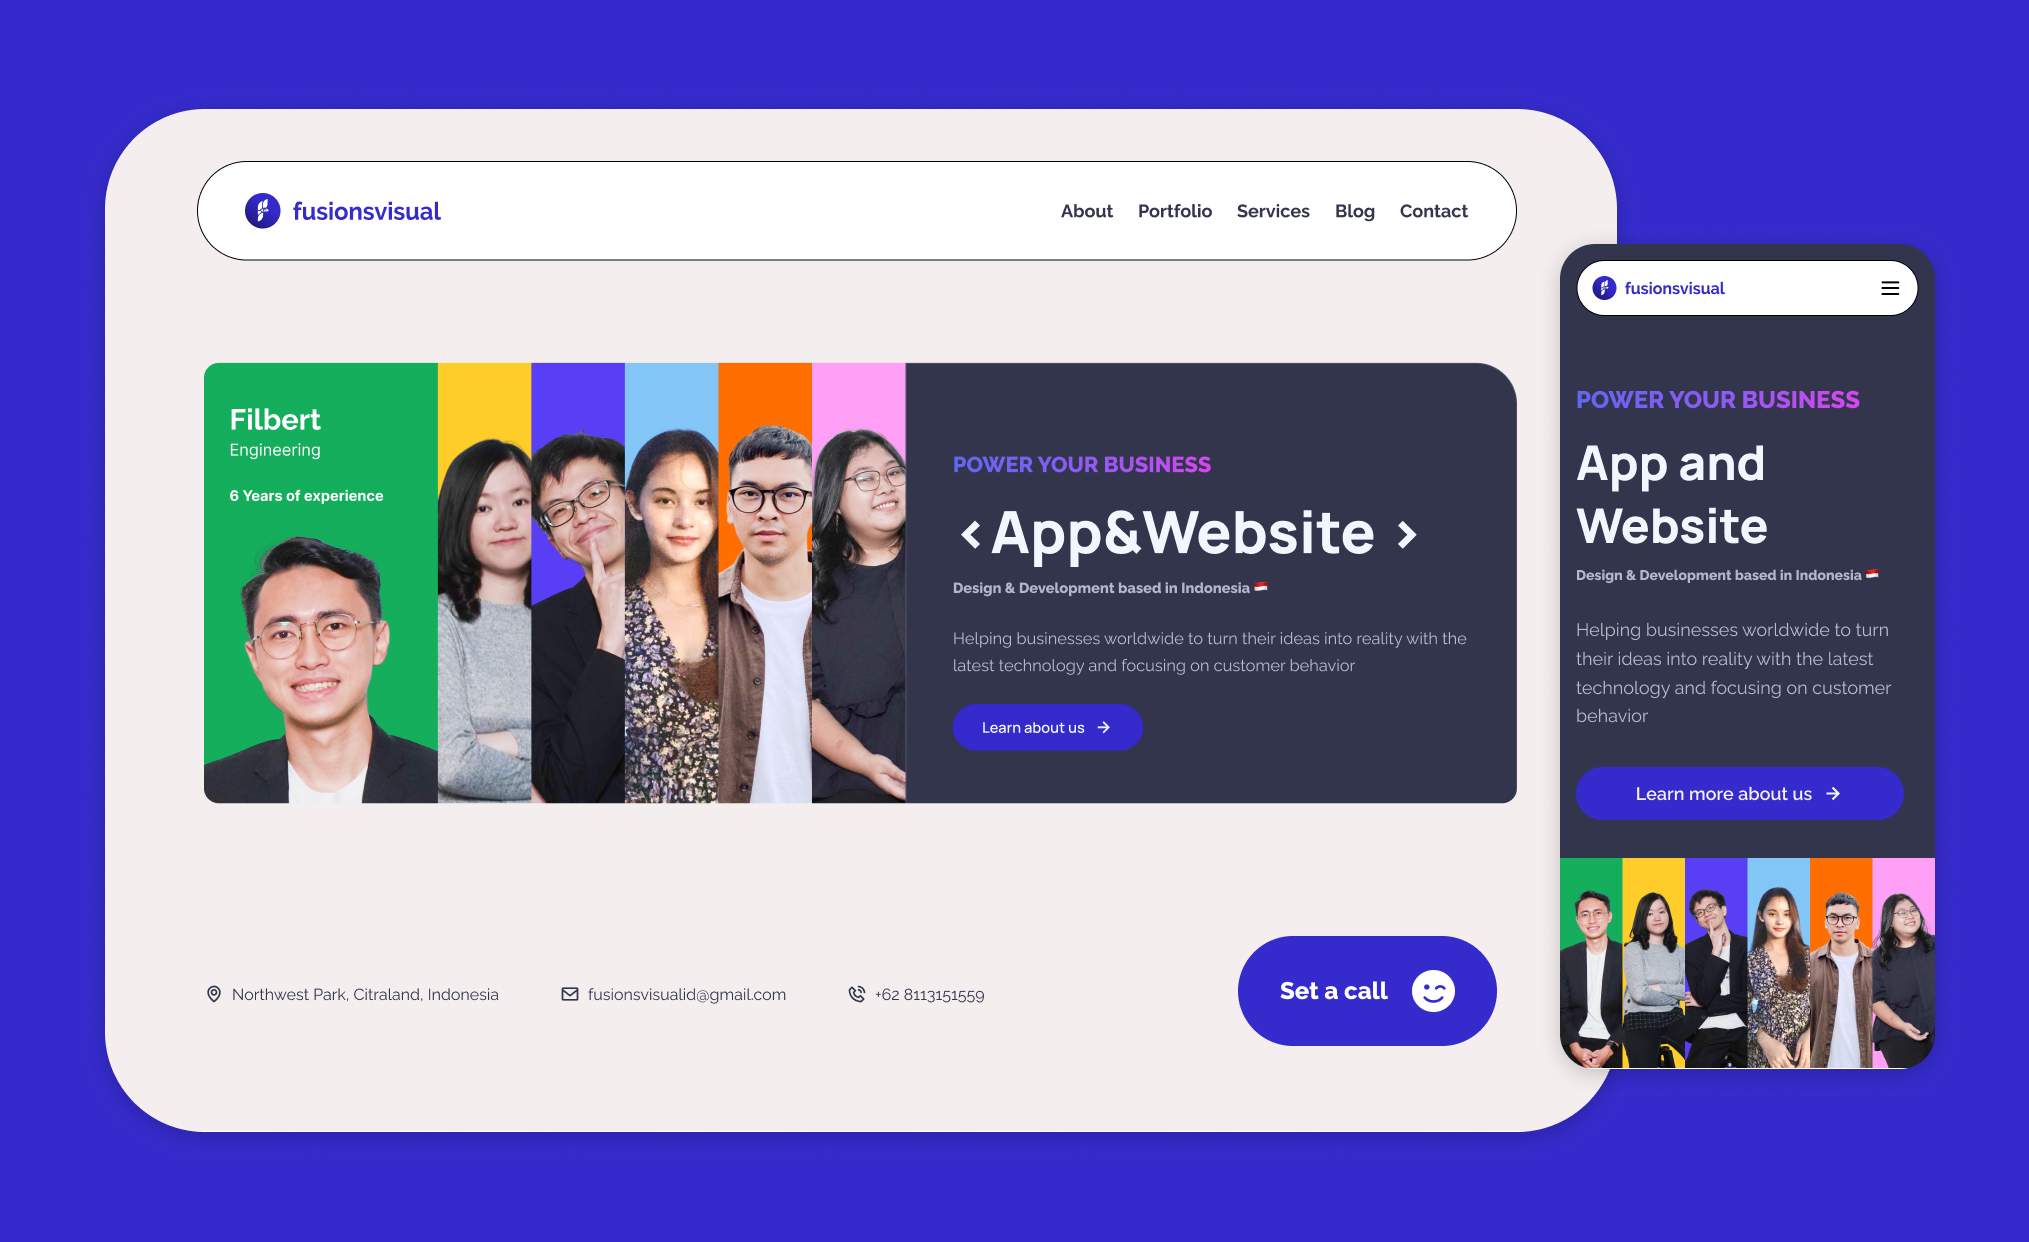 fusionsvisual
About Portfolio Services Blog Contact
Filbert
Engineering
6 Years of experience
POWER YOUR BUSINESS
‹ App&Website ›
Design & Development based in Indonesia 🇮🇩
Helping businesses worldwide to turn their ideas into reality with the
latest technology and focusing on customer behavior
Learn about us →
Northwest Park, Citraland, Indonesia
fusionsvisualid@gmail.com
+62 8113151559
Set a call
fusionsvisual
POWER YOUR BUSINESS
App and
Website
Design & Development based in Indonesia 🇮🇩
Helping businesses worldwide to turn
their ideas into reality with the latest
technology and focusing on customer
behavior
Learn more about us →